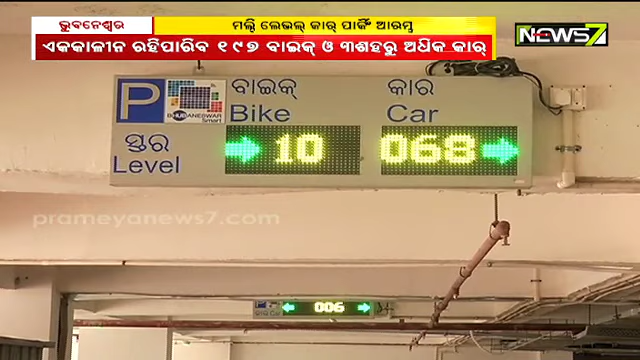 ଭୁବନେଶ୍ୱର
ମଲ୍ଟି ଲେଭଲ୍ କାର୍ ପାର୍କିଂ ଆରମ୍ଭ
ଏକକାଳୀନ ରହିପାରିବ ୧୯୭ ବାଇକ୍ ଓ ୩ଶହରୁ ଅଧିକ କାର୍
NEWS7
P
BHUBANESWAR
Smart
ବାଇକ୍ କାର
Bike Car
ସ୍ତର
Level
10 068
prameyanews7.com
P
କାର Car
006